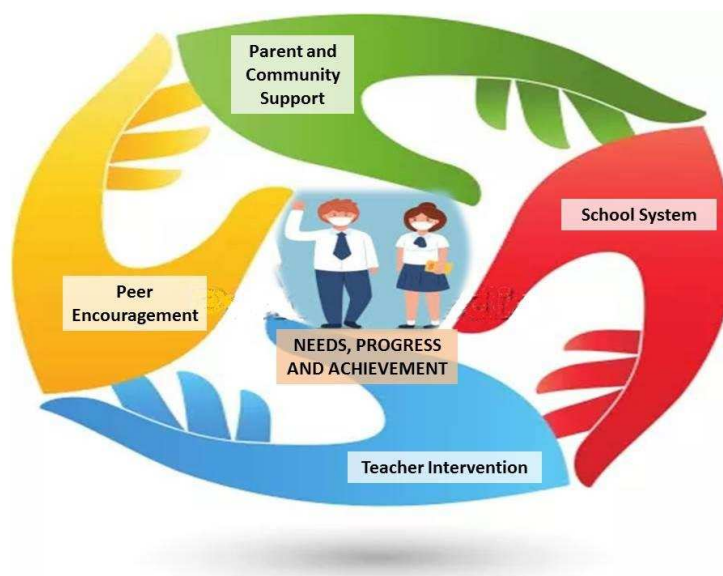 Parent and
Community
Support
School System
Peer
Encouragement
NEEDS, PROGRESS
AND ACHIEVEMENT
Teacher Intervention